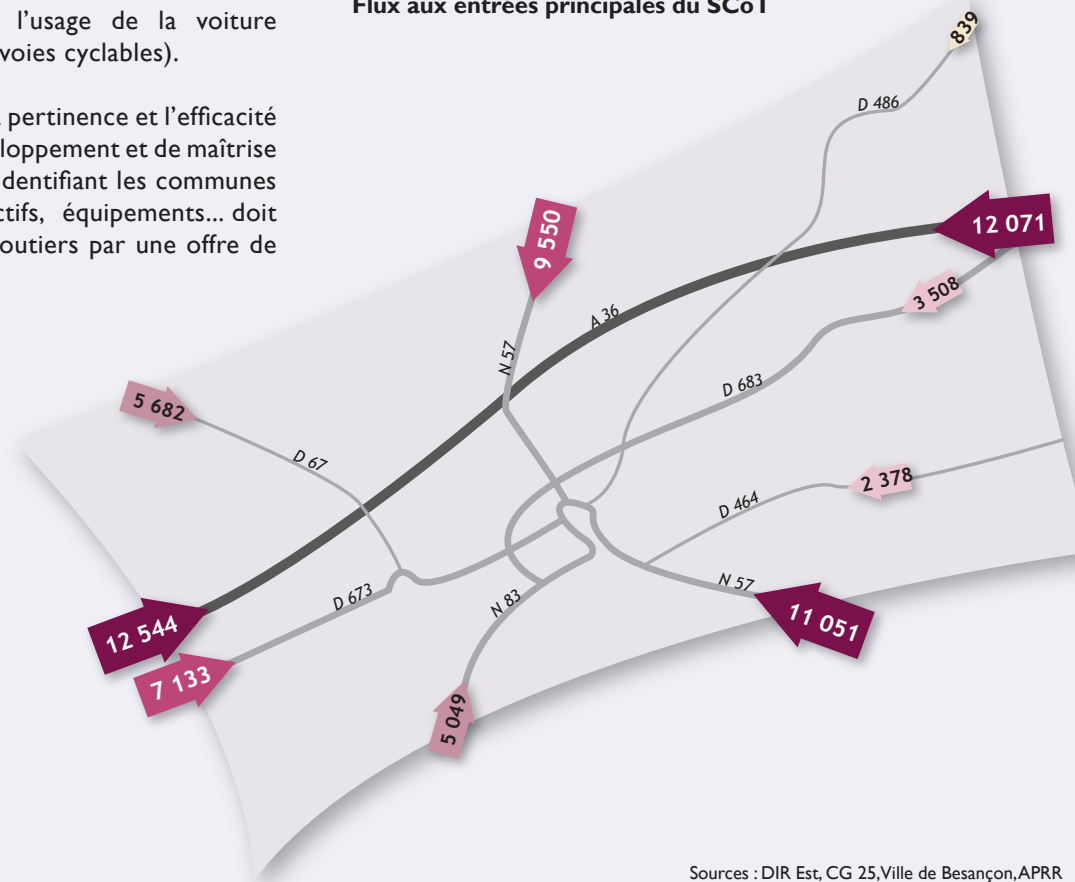 l'usage de la voiture
voies cyclables).
pertinence et l'efficacité
loppement et de maîtrise
dentifiant les communes
ctifs, équipements... doit
outiers par une offre de
Flux aux entrées principales du SCoT
839
D 486
12 071
9 550
3 508
A 36
N 57
D 683
5 682
D 67
2 378
D 464
N 57
D 673
N 83
12 544
11 051
7 133
5 049
Sources : DIR Est, CG 25,Ville de Besançon,APRR